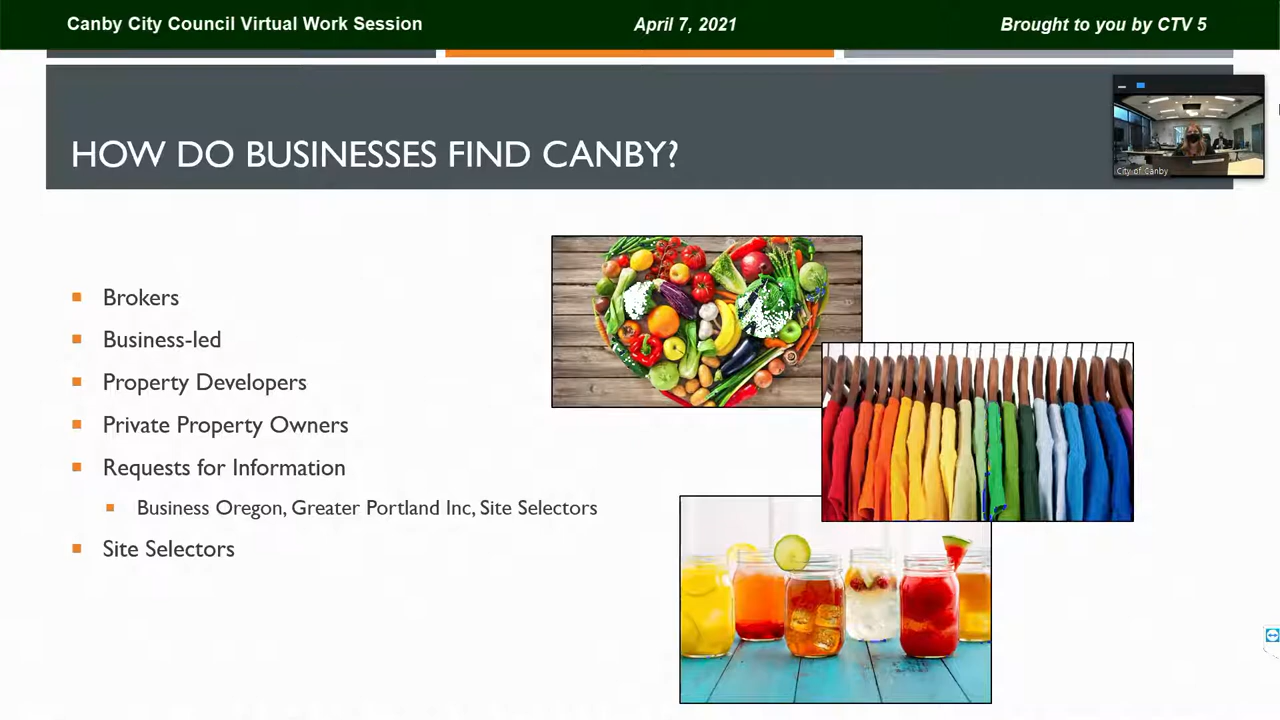 Canby City Council Virtual Work Session
April 7, 2021
Brought to you by CTV 5
HOW DO BUSINESSES FIND CANBY?
City of Canby
Brokers
Business-led
Property Developers
Private Property Owners
Requests for Information
Business Oregon, Greater Portland Inc, Site Selectors
Site Selectors